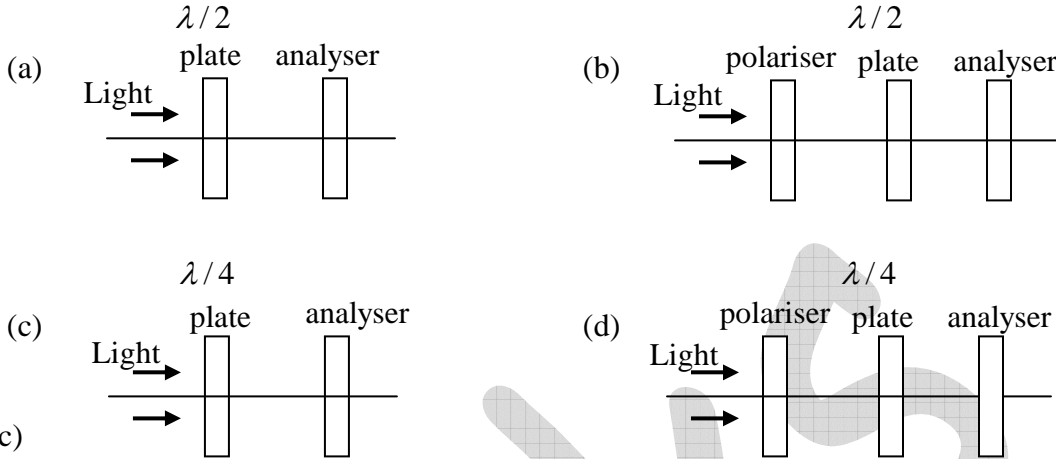 (a)
λ/2
plate
analyser
Light
(b)
λ/2
polariser
plate
analyser
Light
(c)
λ/4
plate
analyser
Light
(d)
λ/4
polariser
plate
analyser
Light
c)